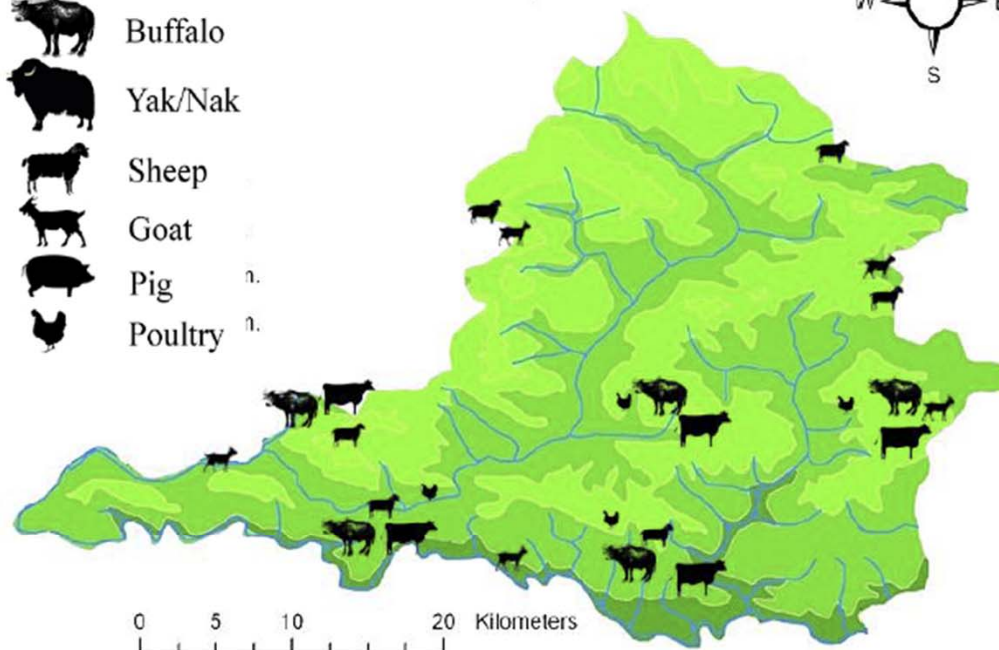 Buffalo
Yak/Nak
Sheep
Goat
Pig
n.
Poultry
n.
S
0 5 10 20 Kilometers